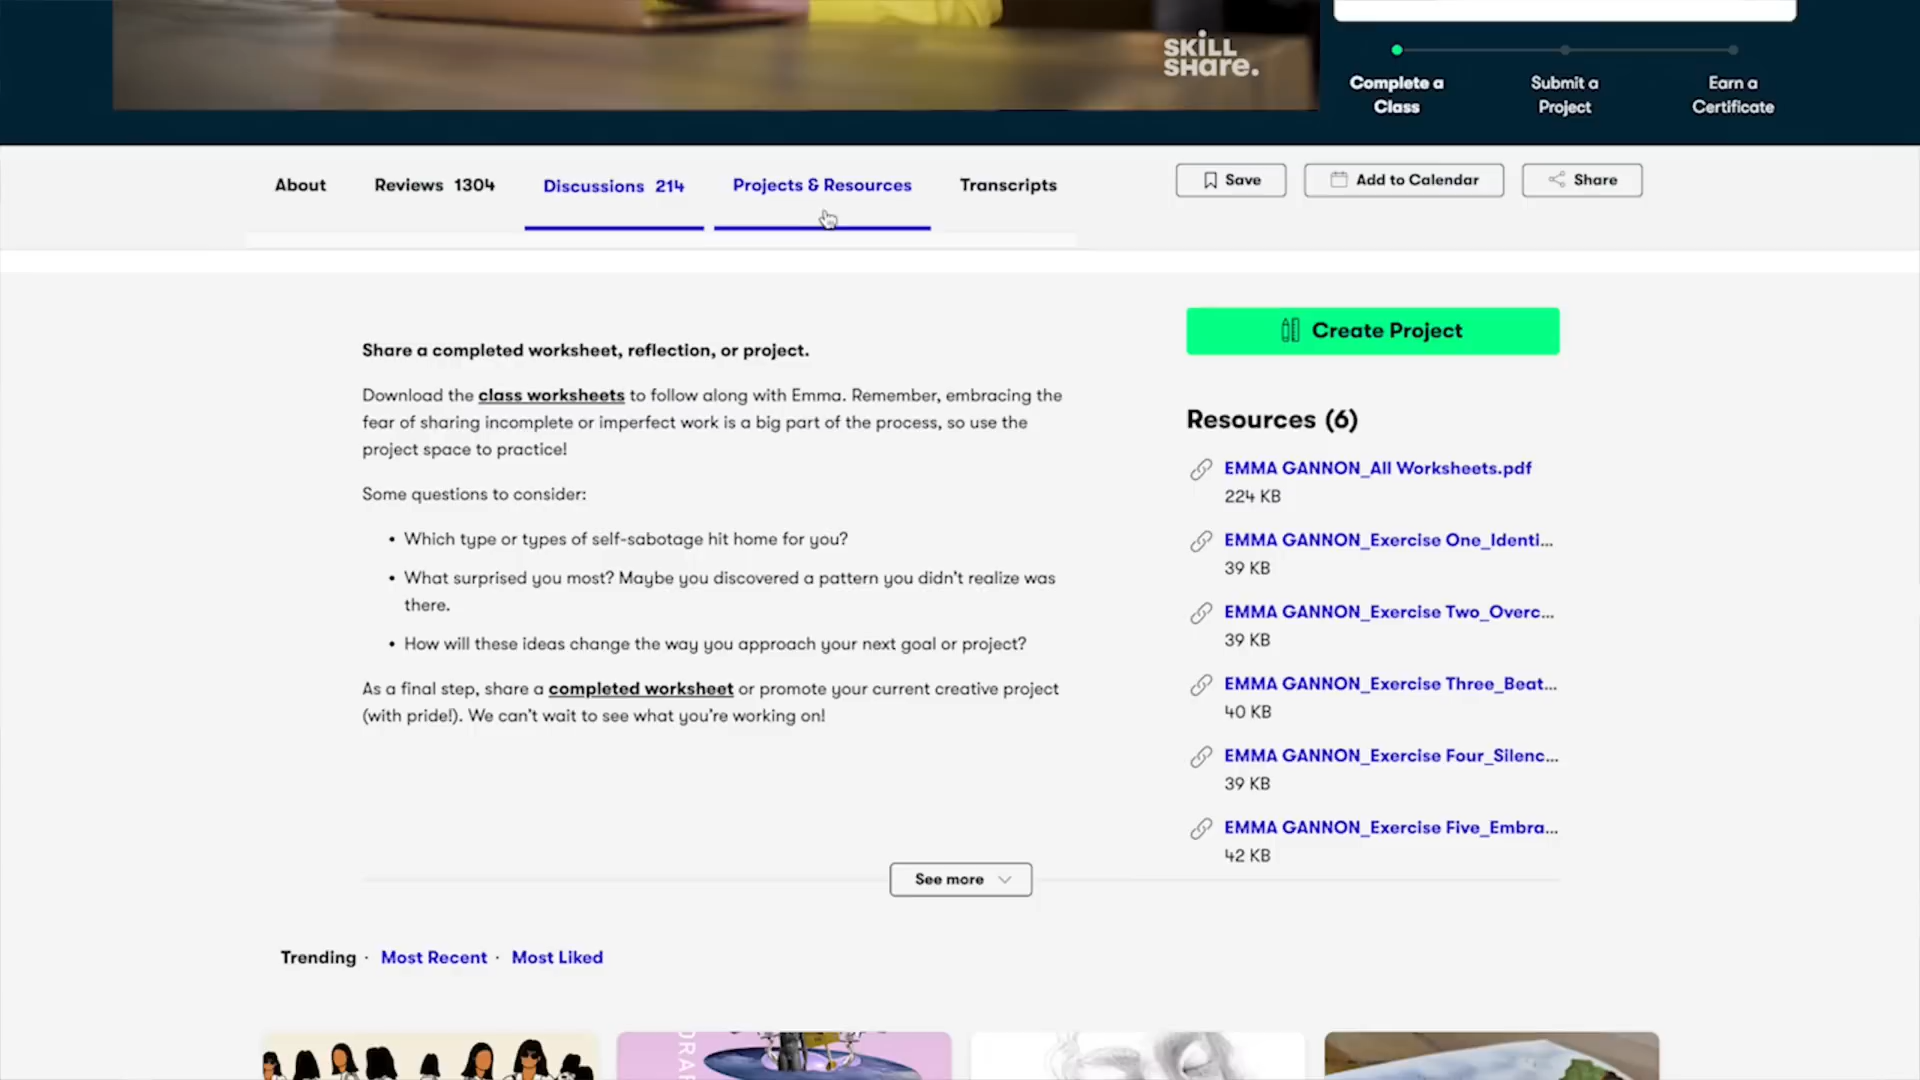 SKILL
SHare.
Complete a
Class
Submit a
Project
Earn a
Certificate
About
Reviews 1304
Discussions 214
Projects & Resources
Transcripts
Save
Add to Calendar
Share
Share a completed worksheet, reflection, or project.
Download the class worksheets to follow along with Emma. Remember, embracing the
fear of sharing incomplete or imperfect work is a big part of the process, so use the
project space to practice!
Some questions to consider:
• Which type or types of self-sabotage hit home for you?
• What surprised you most? Maybe you discovered a pattern you didn't realize was
there.
• How will these ideas change the way you approach your next goal or project?
As a final step, share a completed worksheet or promote your current creative project
(with pride!). We can't wait to see what you're working on!
Create Project
Resources (6)
EMMA GANNON_All Worksheets.pdf
224 KB
EMMA GANNON_Exercise One_Identi...
39 KB
EMMA GANNON_Exercise Two_Overc...
39 KB
EMMA GANNON_Exercise Three_Beat...
40 KB
EMMA GANNON_Exercise Four_Silenc...
39 KB
EMMA GANNON_Exercise Five_Embra...
42 KB
See more
Trending · Most Recent · Most Liked